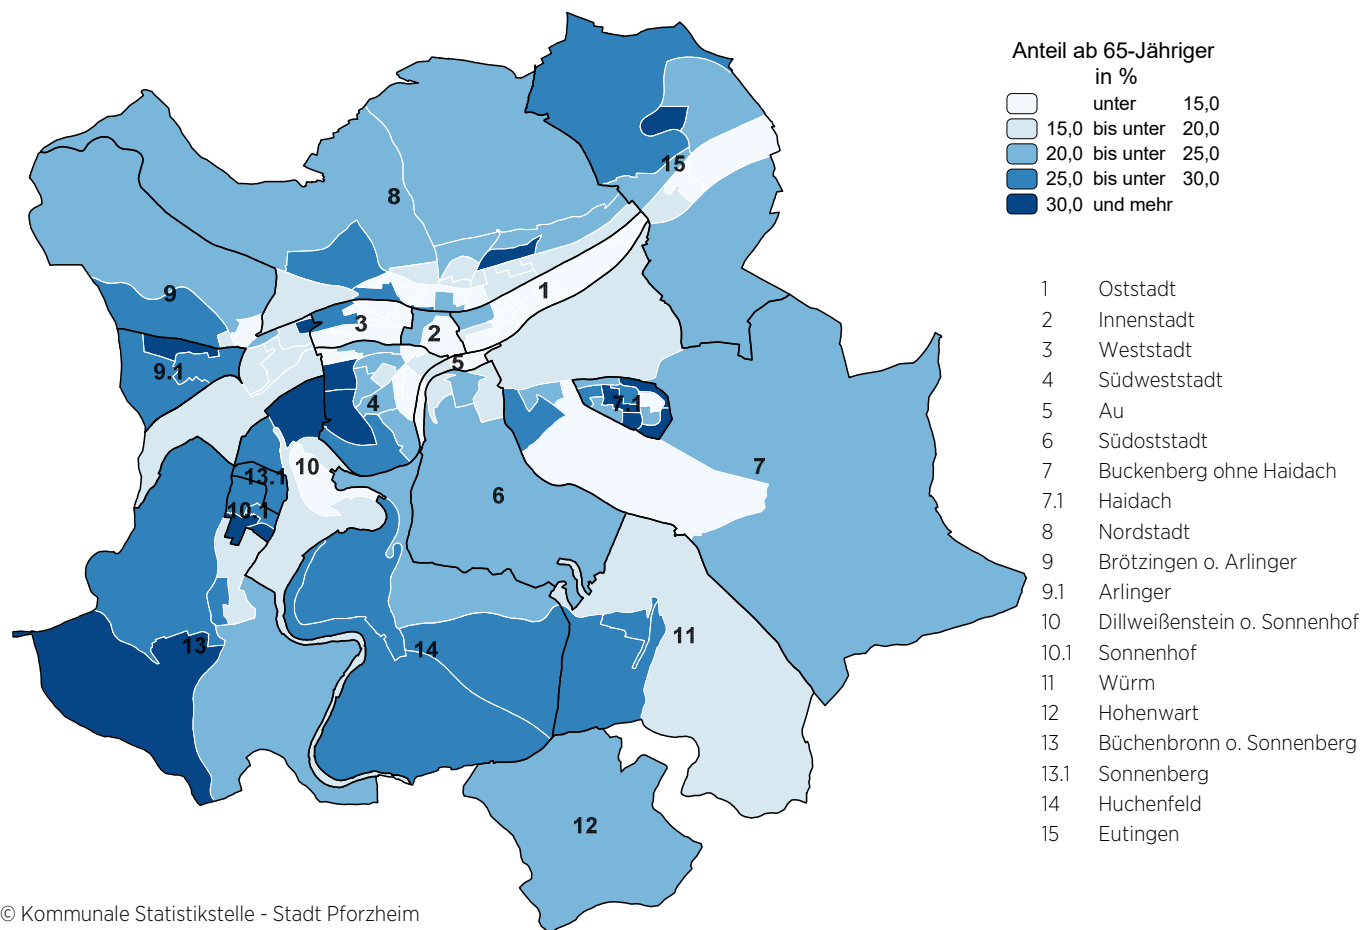 Anteil ab 65-Jähriger
in %
unter 15,0
15,0 bis unter 20,0
20,0 bis unter 25,0
25,0 bis unter 30,0
30,0 und mehr
15
8
9
1
3
2
5
9.1
4
7.1
10
13.1
7
6
10.1
13
14
11
12
1 Oststadt
2 Innenstadt
3 Weststadt
4 Südweststadt
5 Au
6 Südoststadt
7 Buckenberg ohne Haidach
7.1 Haidach
8 Nordstadt
9 Brötzingen o. Arlinger
9.1 Arlinger
10 Dillweißenstein o. Sonnenhof
10.1 Sonnenhof
11 Würm
12 Hohenwart
13 Büchenbronn o. Sonnenberg
13.1 Sonnenberg
14 Huchenfeld
15 Eutingen
© Kommunale Statistikstelle - Stadt Pforzheim